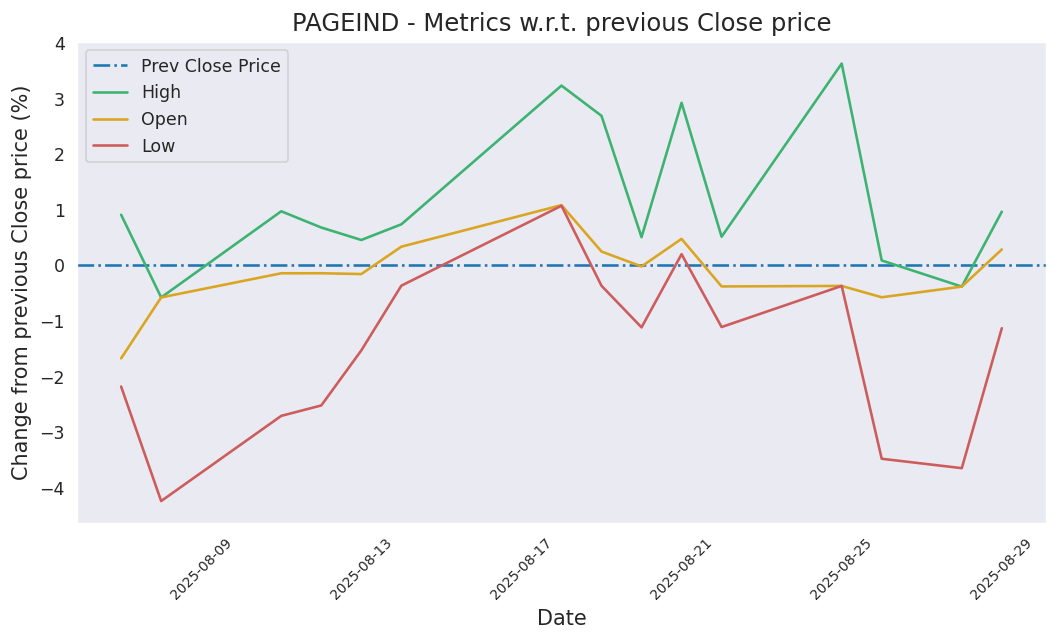 PAGEIND - Metrics w.r.t. previous Close price
Change from previous Close price (%)
4
3
2
1
0
−1
−2
−3
−4
Prev Close Price
High
Open
Low
2025-08-09
2025-08-13
2025-08-17
2025-08-21
2025-08-25
2025-08-29
Date